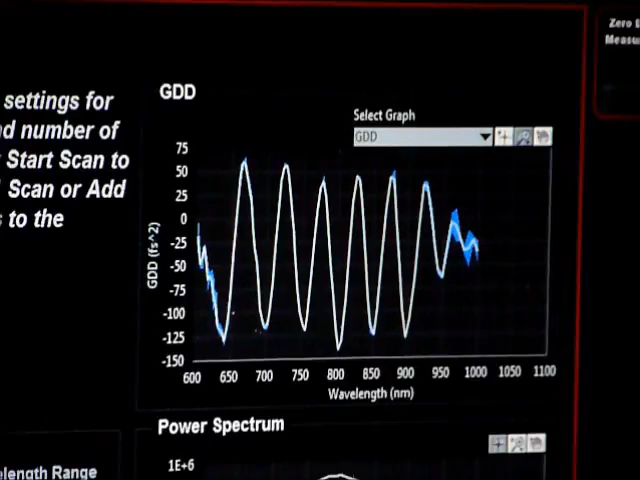 Zero
Measu
settings for
nd number of
Start Scan to
Scan or Add
s to the
GDD
Select Graph
GDD
75
50
25
0
-25
-50
-75
-100
-125
-150
GDD (fs^2)
600 650 700 750 800 850 900 950 1000 1050 1100
Wavelength (nm)
Power Spectrum
1E+6
elength Range